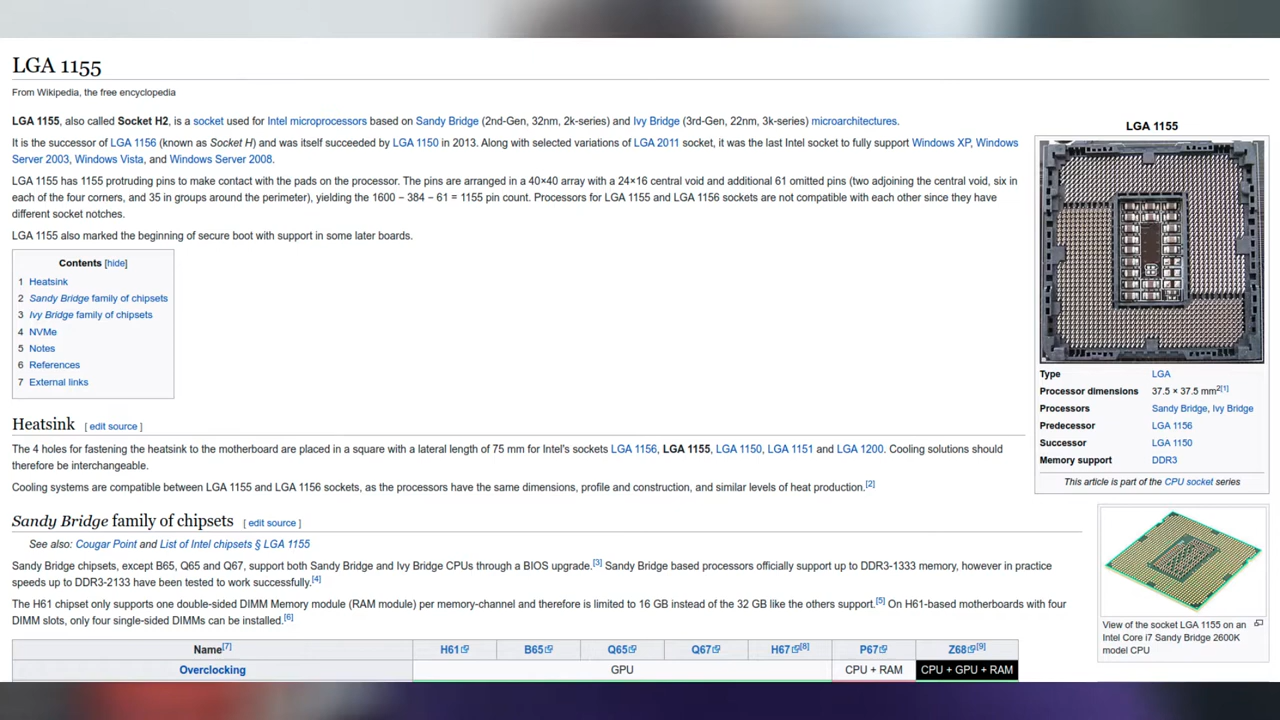 LGA 1155
From Wikipedia, the free encyclopedia
LGA 1155, also called Socket H2, is a socket used for Intel microprocessors based on Sandy Bridge (2nd-Gen, 32nm, 2k-series) and Ivy Bridge (3rd-Gen, 22nm, 3k-series) microarchitectures.
It is the successor of LGA 1156 (known as Socket H) and was itself succeeded by LGA 1150 in 2013. Along with selected variations of LGA 2011 socket, it was the last Intel socket to fully support Windows XP, Windows
Server 2003, Windows Vista, and Windows Server 2008.
LGA 1155 has 1155 protruding pins to make contact with the pads on the processor. The pins are arranged in a 40×40 array with a 24×16 central void and additional 61 omitted pins (two adjoining the central void, six in
each of the four corners, and 35 in groups around the perimeter), yielding the 1600 − 384 − 61 = 1155 pin count. Processors for LGA 1155 and LGA 1156 sockets are not compatible with each other since they have
different socket notches.
LGA 1155 also marked the beginning of secure boot with support in some later boards.
Contents [hide]
1 Heatsink
2 Sandy Bridge family of chipsets
3 Ivy Bridge family of chipsets
4 NVMe
5 Notes
6 References
7 External links
LGA 1155
Type LGA
Processor dimensions 37.5 × 37.5 mm2[1]
Processors Sandy Bridge, Ivy Bridge
Predecessor LGA 1156
Successor LGA 1150
Memory support DDR3
This article is part of the CPU socket series
Heatsink [ edit source ]
The 4 holes for fastening the heatsink to the motherboard are placed in a square with a lateral length of 75 mm for Intel's sockets LGA 1156, LGA 1155, LGA 1150, LGA 1151 and LGA 1200. Cooling solutions should
therefore be interchangeable.
Cooling systems are compatible between LGA 1155 and LGA 1156 sockets, as the processors have the same dimensions, profile and construction, and similar levels of heat production.[2]
Sandy Bridge family of chipsets [ edit source ]
See also: Cougar Point and List of Intel chipsets § LGA 1155
Sandy Bridge chipsets, except B65, Q65 and Q67, support both Sandy Bridge and Ivy Bridge CPUs through a BIOS upgrade.[3] Sandy Bridge based processors officially support up to DDR3-1333 memory, however in practice
speeds up to DDR3-2133 have been tested to work successfully.[4]
The H61 chipset only supports one double-sided DIMM Memory module (RAM module) per memory-channel and therefore is limited to 16 GB instead of the 32 GB like the others support.[5] On H61-based motherboards with four
DIMM slots, only four single-sided DIMMs can be installed.[6]
View of the socket LGA 1155 on an
Intel Core i7 Sandy Bridge 2600K
model CPU
Name[7] H61 B65 Q65 Q67 H67[8] P67 Z68[9]
Overclocking GPU CPU + RAM CPU + GPU + RAM